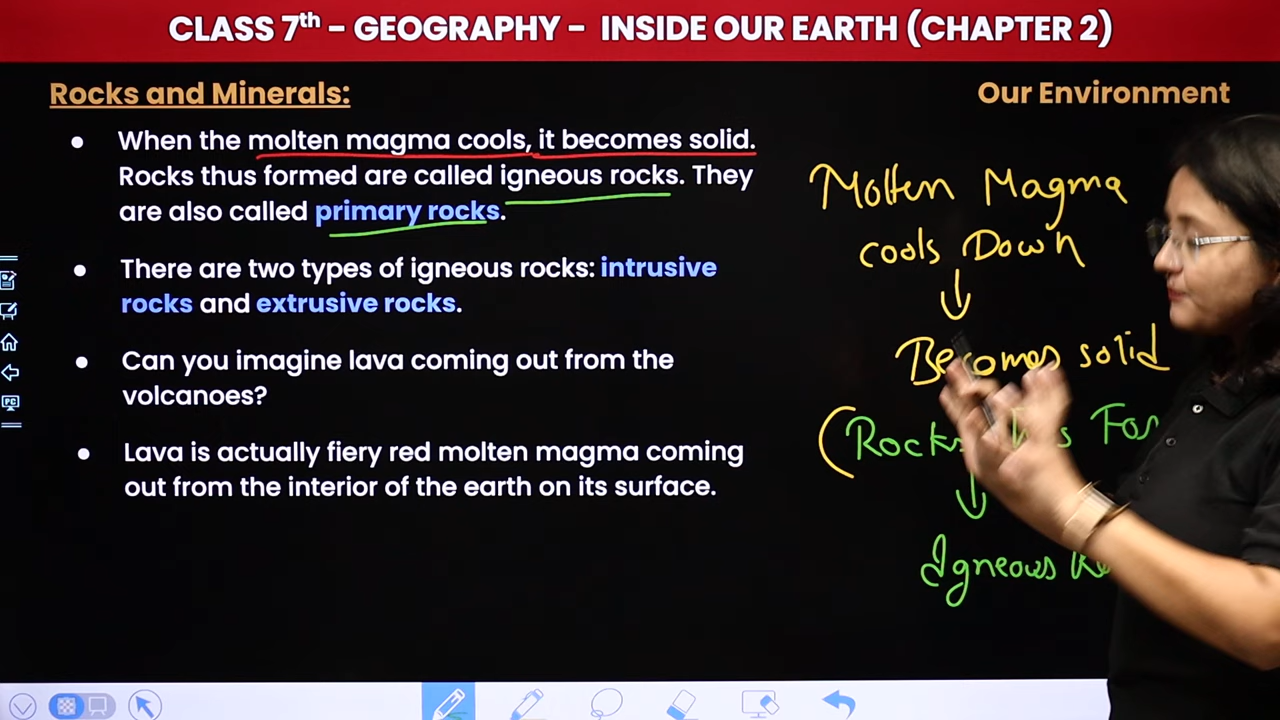 CLASS 7th - GEOGRAPHY - INSIDE OUR EARTH (CHAPTER 2)
Rocks and Minerals:
Our Environment
• When the molten magma cools, it becomes solid.
Rocks thus formed are called igneous rocks. They
are also called primary rocks.
• There are two types of igneous rocks: intrusive
rocks and extrusive rocks.
• Can you imagine lava coming out from the
volcanoes?
• Lava is actually fiery red molten magma coming
out from the interior of the earth on its surface.
Molten Magma
cools Down
↓
Becomes solid
(Rocks
↓
Igneous